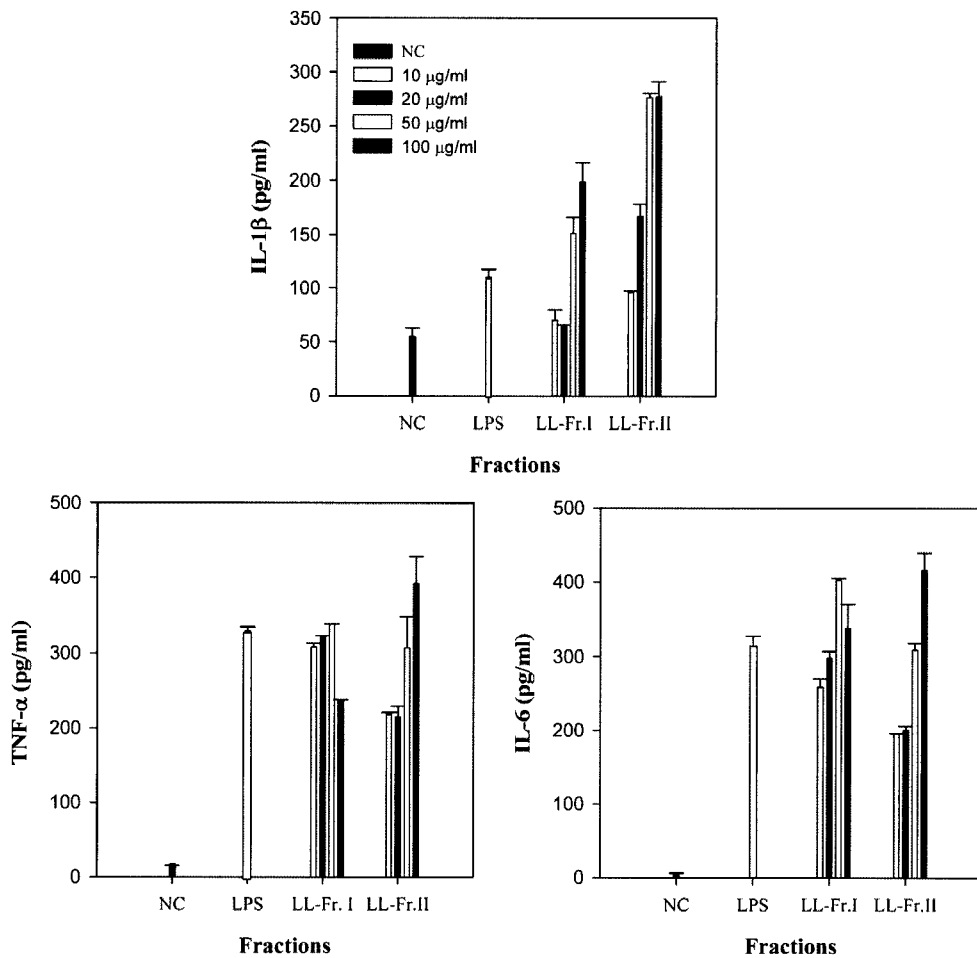 350
300
250
200
150
100
50
0
IL-1β (pg/ml)
NC
10 μg/ml
20 μg/ml
50 μg/ml
100 μg/ml
NC LPS LL-Fr.I LL-Fr.II
Fractions
500
400
300
200
100
0
TNF-α (pg/ml)
NC LPS LL-Fr. I LL-Fr.II
Fractions
500
400
300
200
100
0
IL-6 (pg/ml)
NC LPS LL-Fr.I LL-Fr.II
Fractions